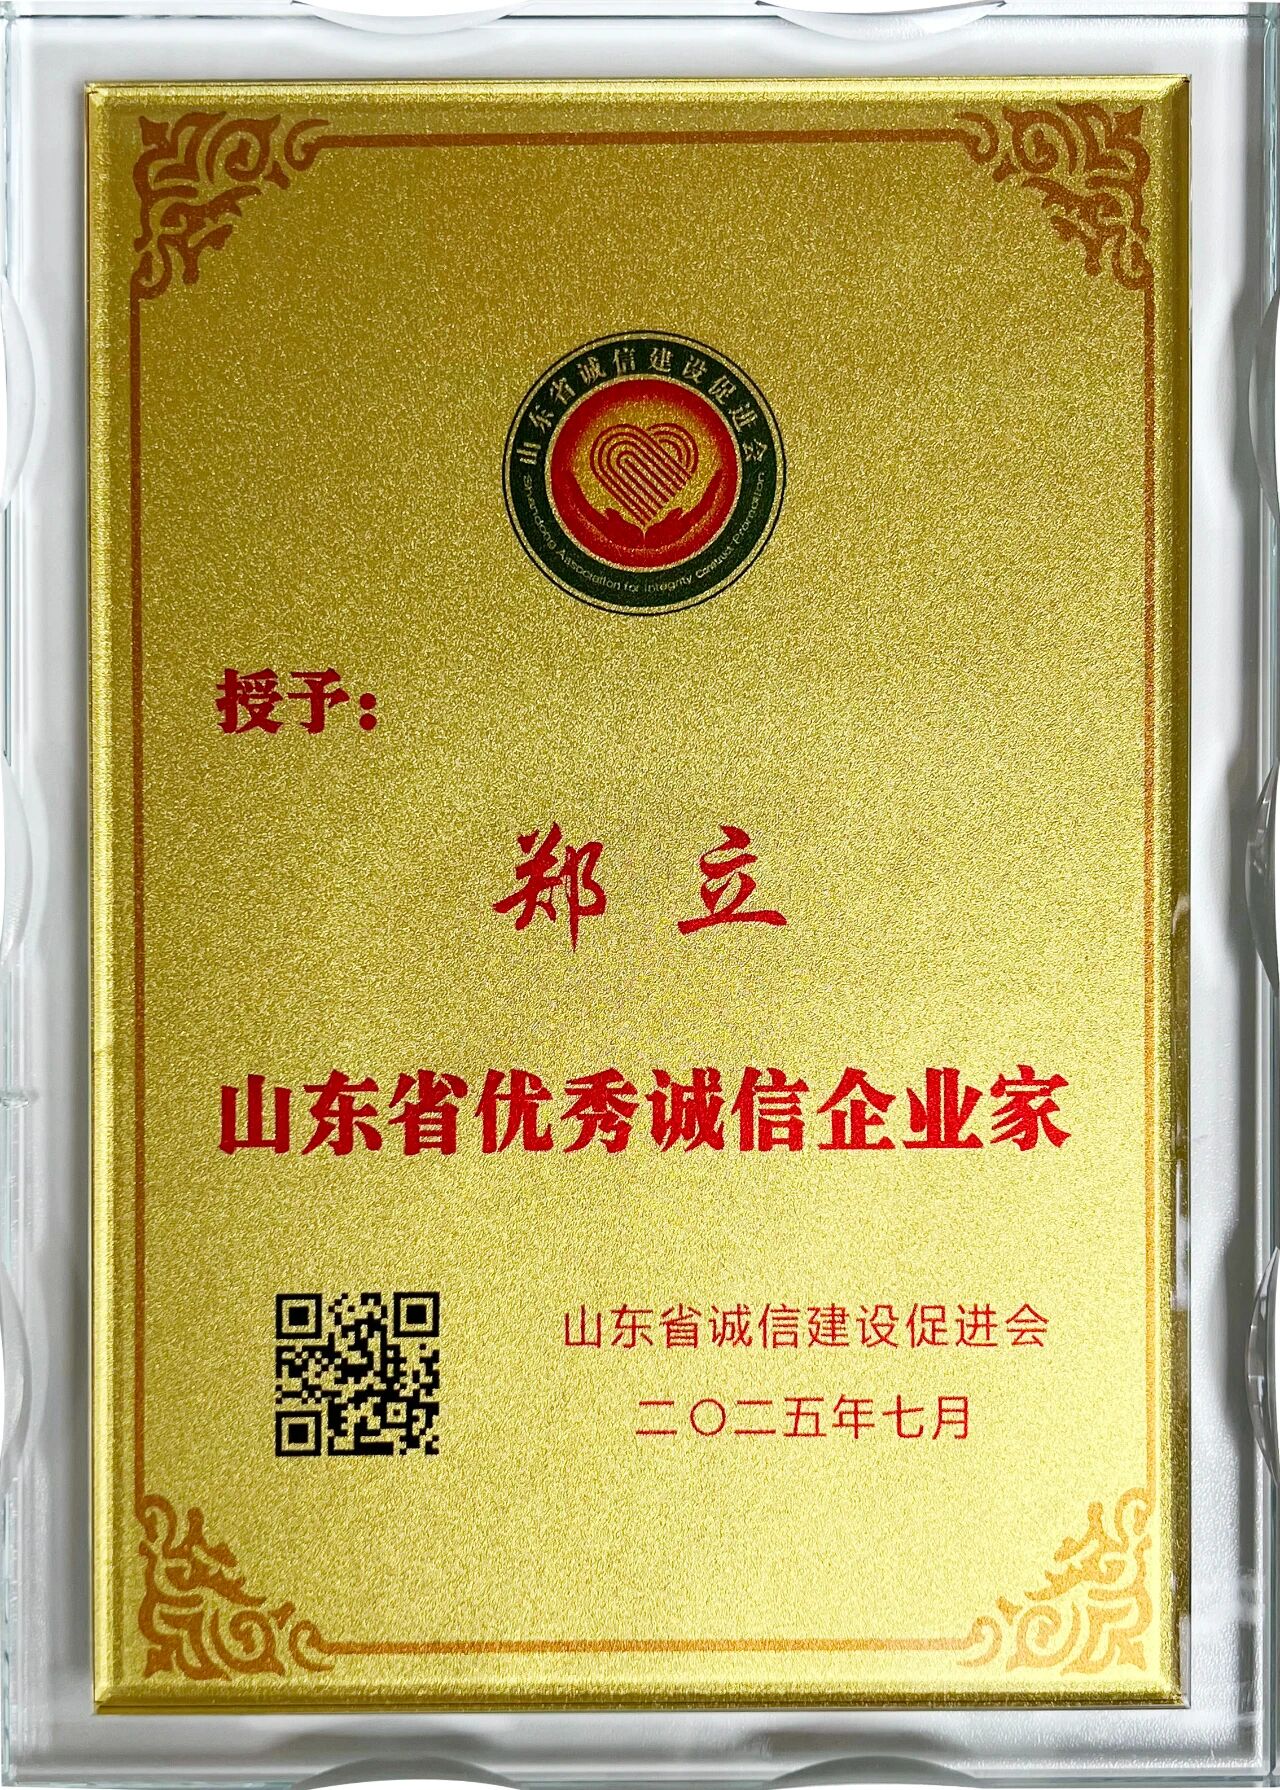 山东省诚信建设促进会
Shandong Association for Integrity Construct Promotion
授予：
郑 立
山东省优秀诚信企业家
山东省诚信建设促进会
二〇二五年七月